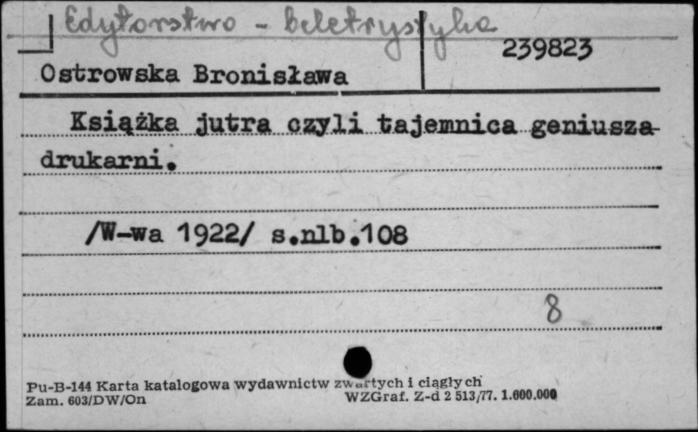 Edytorstwo - beletrystyka
239823
Ostrowska Bronisława
Książka jutra czyli tajemnica geniusza
drukarni.
/W-wa 1922/ s.nlb.108
8
Pu-B-144 Karta katalogowa wydawnictw zwartych i ciągłych
Zam. 603/DW/On WZGraf. Z-d 2 513/77. 1.600.000